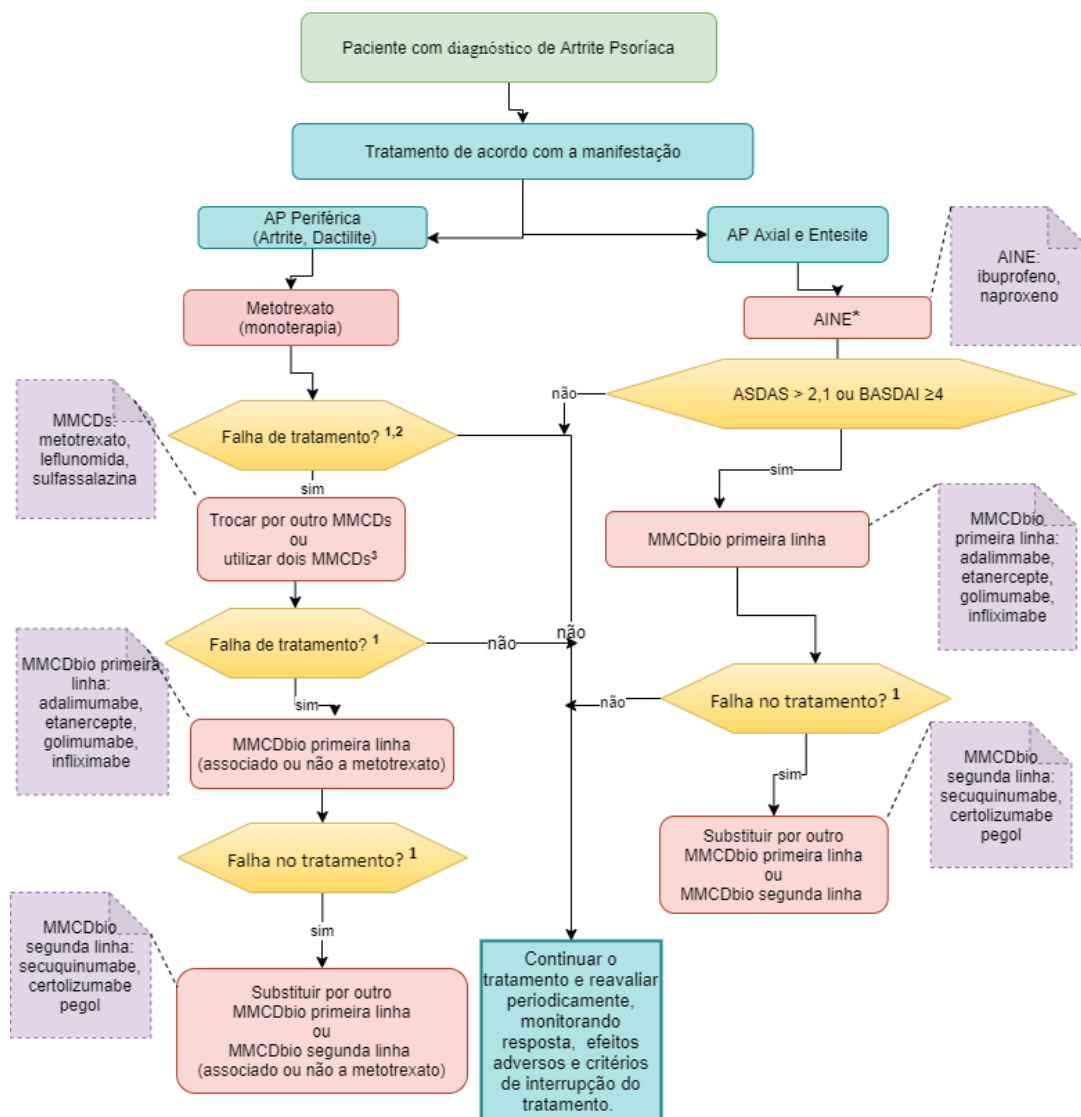 Paciente com diagnóstico de Artrite Psoríaca
Tratamento de acordo com a manifestação
AP Periférica
(Artrite, Dactilite)
AP Axial e Entesite
AINE:
ibuprofeno,
naproxeno
Metotrexato
(monoterapia)
AINE*
não
ASDAS > 2,1 ou BASDAI ≥4
MMCDs:
metotrexato,
leflunomida,
sulfassalazina
Falha de tratamento? 1,2
sim
sim
Trocar por outro MMCDs
ou
utilizar dois MMCDs³
MMCDbio primeira linha
MMCDbio
primeira linha:
adalimmabe,
etanercepte,
golimumabe,
infliximabe
Falha de tratamento? 1
não
não
MMCDbio primeira
linha:
adalimumabe,
etanercepte,
golimumabe,
infliximabe
sim
MMCDbio primeira linha
(associado ou não a metotrexato)
não
Falha no tratamento? 1
sim
MMCDbio
segunda linha:
secuquinumabe,
certolizumabe
pegol
Substituir por outro
MMCDbio primeira linha
ou
MMCDbio segunda linha
Falha no tratamento? 1
sim
MMCDbio
segunda linha:
secuquinumabe,
certolizumabe
pegol
Substituir por outro
MMCDbio primeira linha
ou
MMCDbio segunda linha
(associado ou não a metotrexato)
Continuar o
tratamento e reavaliar
periodicamente,
monitorando
resposta, efeitos
adversos e critérios
de interrupção do
tratamento.